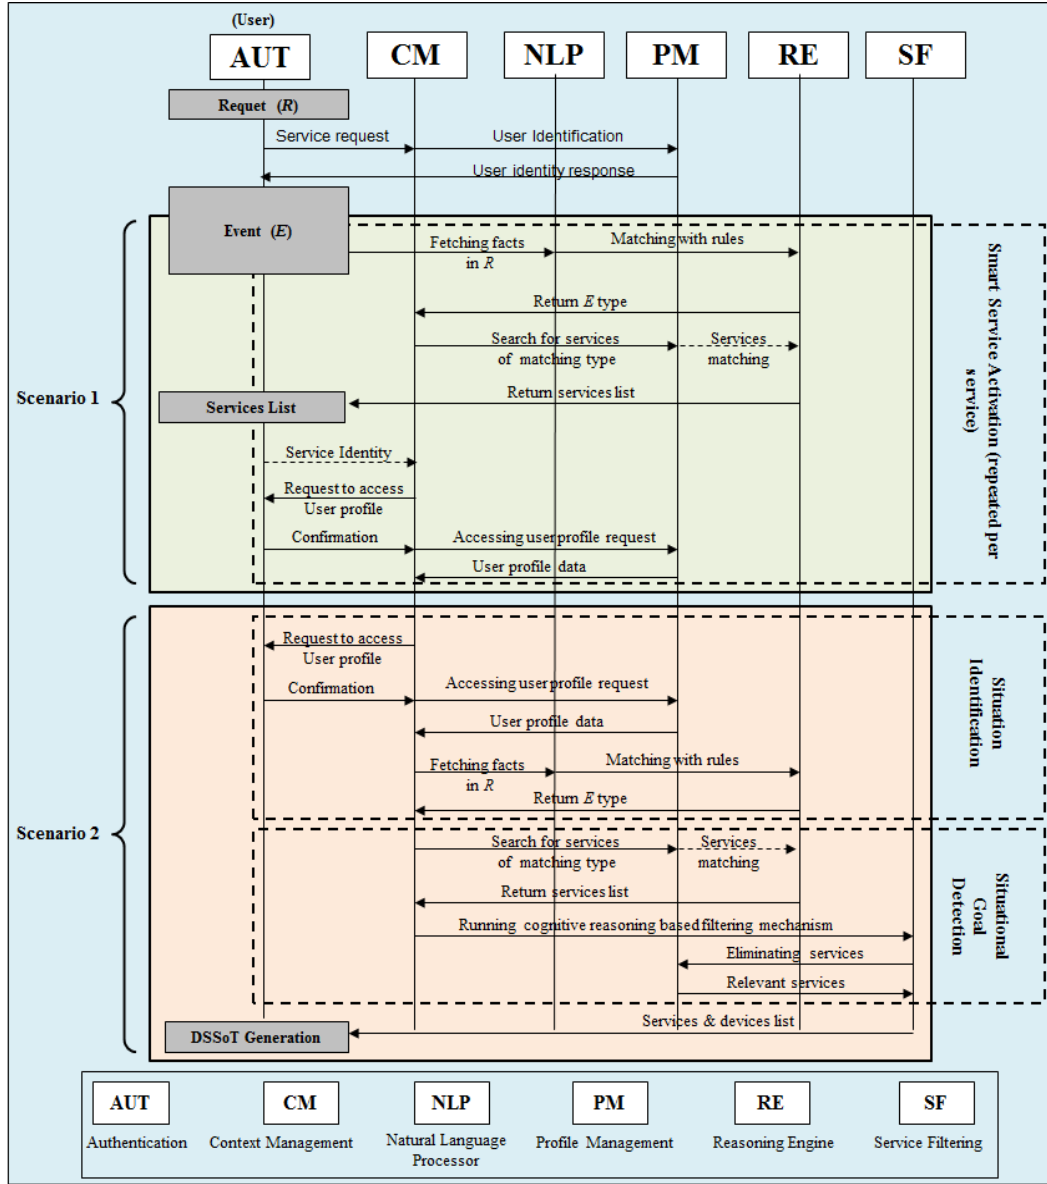 (User)
AUT CM NLP PM RE SF
Requet (R)
Service request User Identification
User identity response
Event (E)
Fetching facts Matching with rules
in R
Return E type
Search for services Services
of matching type matching
Return services list
Services List
Service Identity
Request to access
User profile
Confirmation Accessing user profile request
User profile data
Scenario 1
Smart Service Activation (repeated per
service)
Request to access
User profile
Confirmation Accessing user profile request
User profile data
Fetching facts Matching with rules
in R
Return E type
Situation
Identification
Scenario 2
Search for services Services
of matching type matching
Return services list
Running cognitive reasoning based filtering mechanism
Eliminating services
Relevant services
Situational
Goal
Detection
Services & devices list
DSSoT Generation
AUT CM NLP PM RE SF
Authentication Context Management Natural Language Profile Management Reasoning Engine Service Filtering
Processor